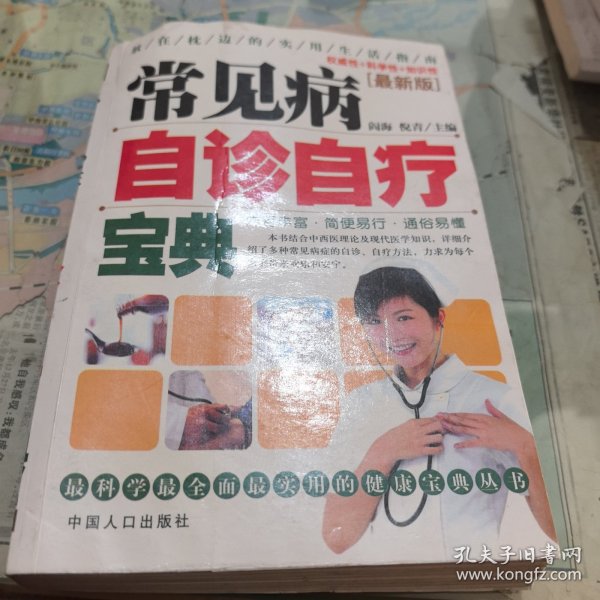 放在枕边的实用生活指南
权威性+科学性+知识性
常见病
[最新版]
阎海 倪青/主编
自诊自疗
宝典
丰富·简便易行·通俗易懂
本书结合中西医理论及现代医学知识，详细介
绍了多种常见病症的自诊、自疗方法，力求为每个
最科学最全面最实用的健康宝典丛书
中国人口出版社
孔夫子旧书网
www.kongfz.com